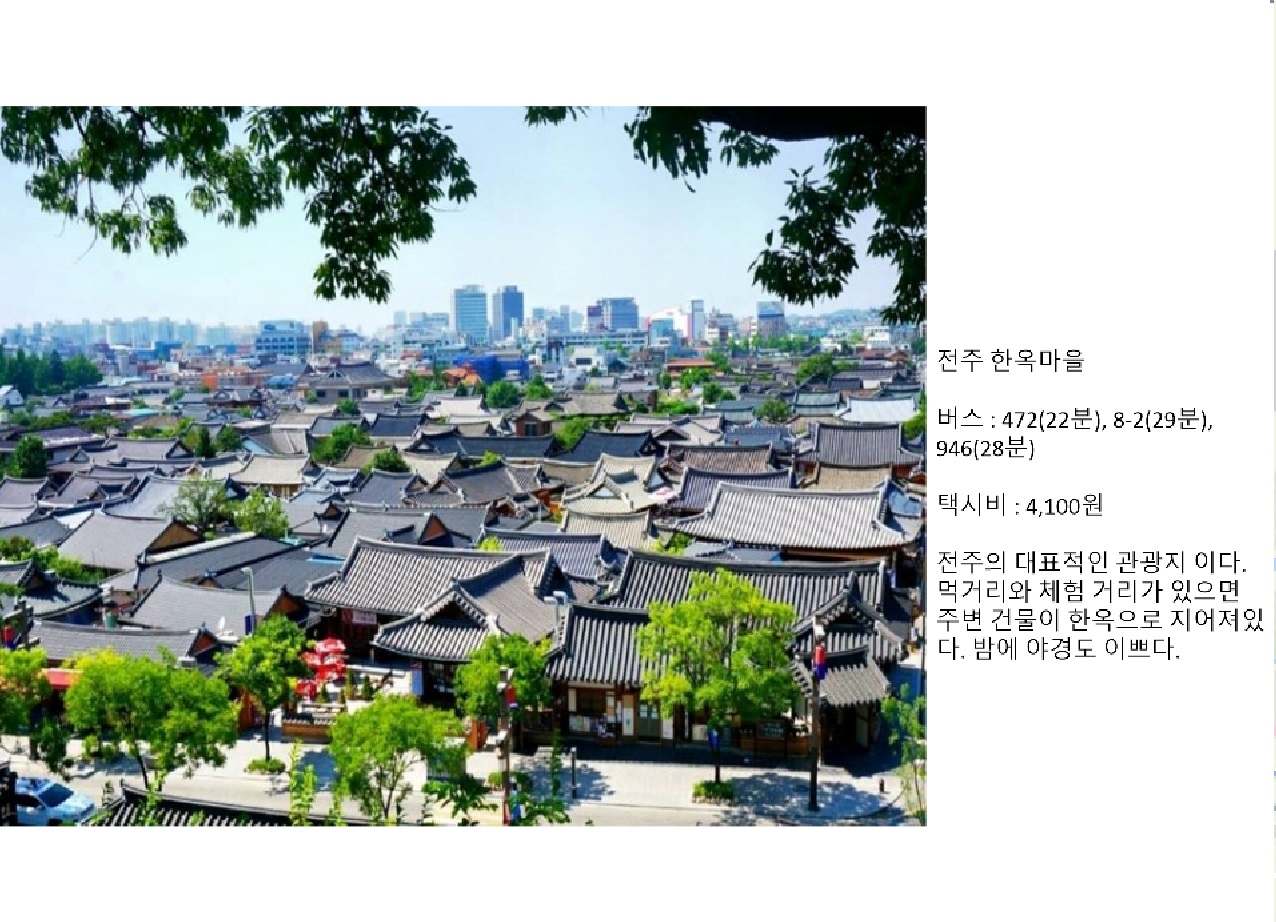 전주 한옥마을
버스 : 472(22분), 8-2(29분),
946(28분)
택시비 : 4,100원
전주의 대표적인 관광지 이다.
먹거리와 체험 거리가 있으면
주변 건물이 한옥으로 지어져있
다. 밤에 야경도 이쁘다.